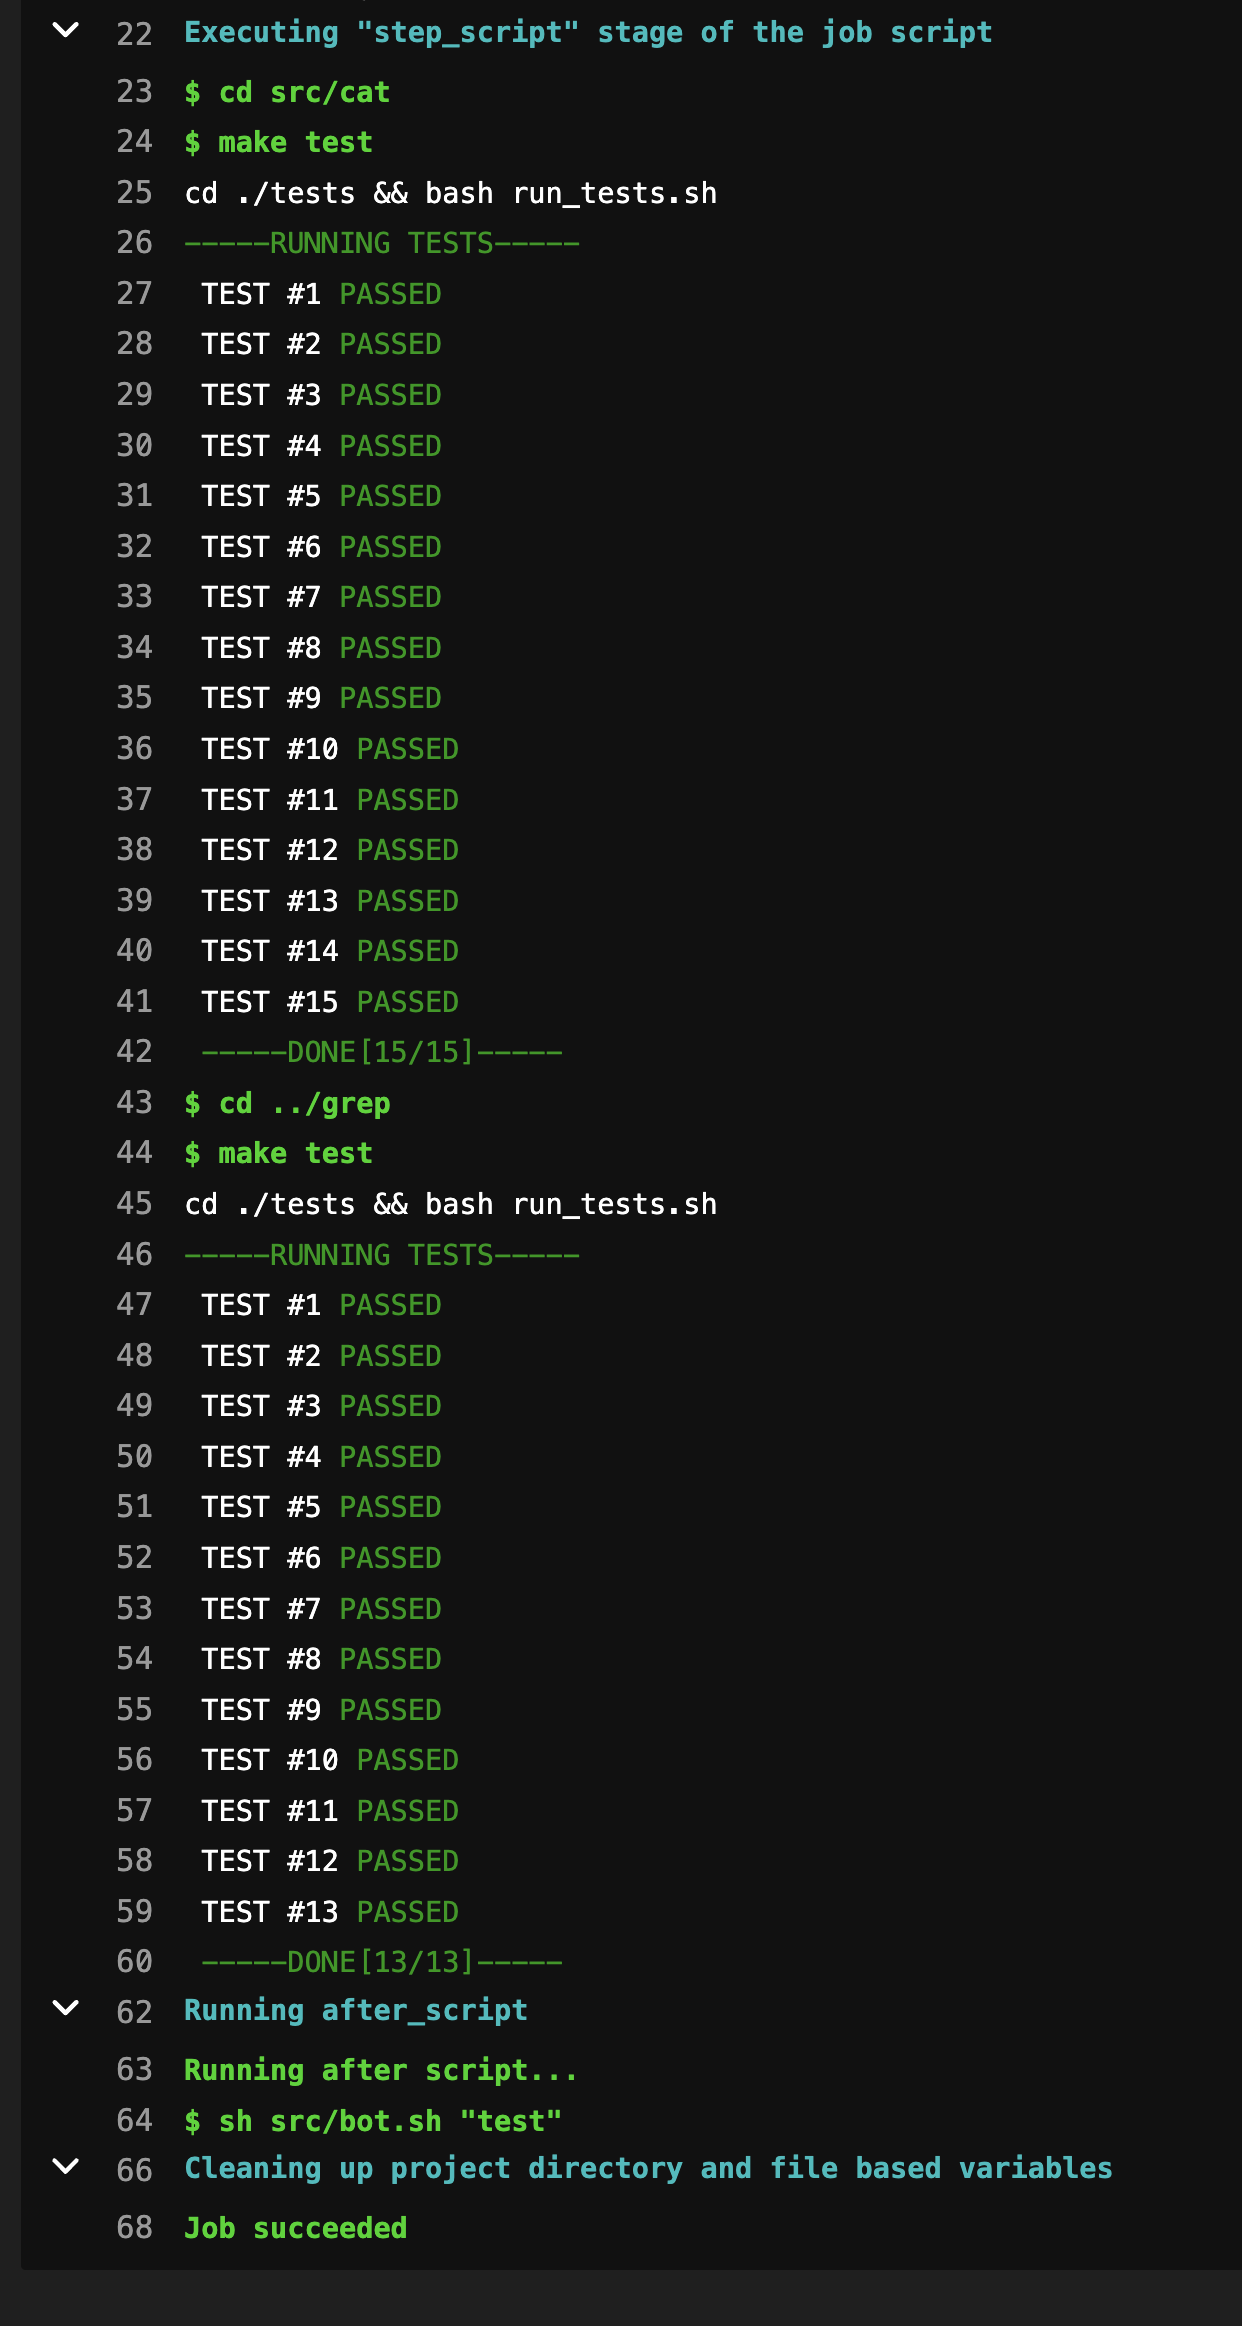 22 Executing "step_script" stage of the job script
23 $ cd src/cat
24 $ make test
25 cd ./tests && bash run_tests.sh
26 -----RUNNING TESTS-----
27 TEST #1 PASSED
28 TEST #2 PASSED
29 TEST #3 PASSED
30 TEST #4 PASSED
31 TEST #5 PASSED
32 TEST #6 PASSED
33 TEST #7 PASSED
34 TEST #8 PASSED
35 TEST #9 PASSED
36 TEST #10 PASSED
37 TEST #11 PASSED
38 TEST #12 PASSED
39 TEST #13 PASSED
40 TEST #14 PASSED
41 TEST #15 PASSED
42 -----DONE[15/15]-----
43 $ cd ../grep
44 $ make test
45 cd ./tests && bash run_tests.sh
46 -----RUNNING TESTS-----
47 TEST #1 PASSED
48 TEST #2 PASSED
49 TEST #3 PASSED
50 TEST #4 PASSED
51 TEST #5 PASSED
52 TEST #6 PASSED
53 TEST #7 PASSED
54 TEST #8 PASSED
55 TEST #9 PASSED
56 TEST #10 PASSED
57 TEST #11 PASSED
58 TEST #12 PASSED
59 TEST #13 PASSED
60 -----DONE[13/13]-----
62 Running after_script
63 Running after script...
64 $ sh src/bot.sh "test"
66 Cleaning up project directory and file based variables
68 Job succeeded